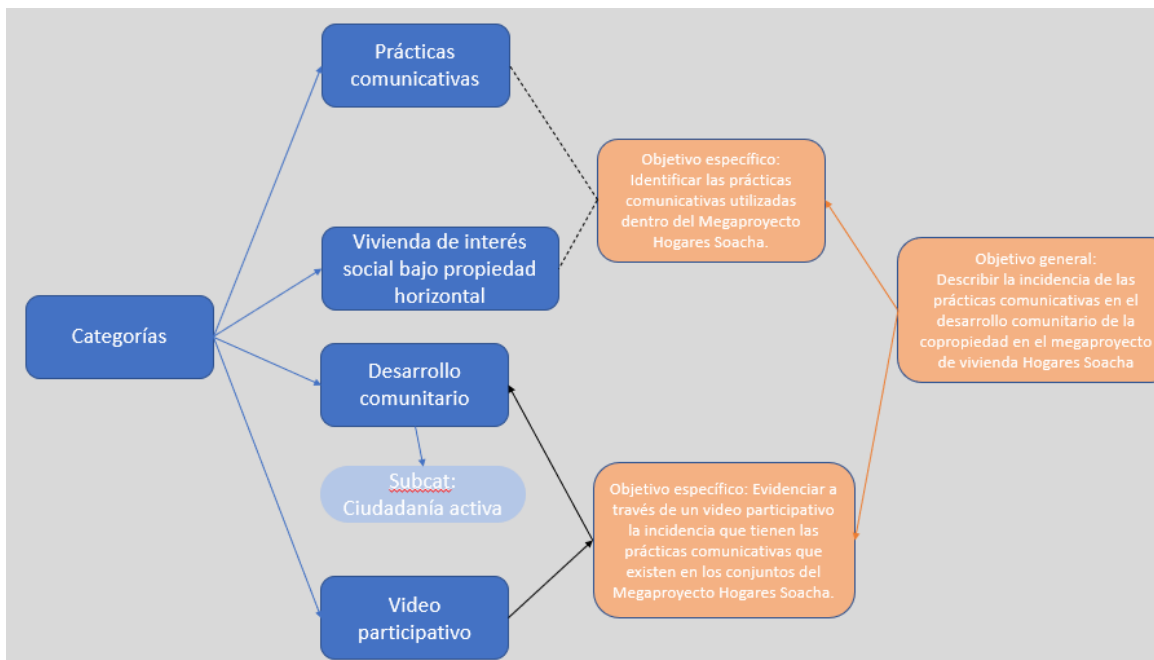 Prácticas
comunicativas
Objetivo específico:
Identificar las prácticas
comunicativas utilizadas
dentro del Megaproyecto
Hogares Soacha.
Vivienda de interés
social bajo propiedad
horizontal
Objetivo general:
Describir la incidencia de las
prácticas comunicativas en el
desarrollo comunitario de la
copropiedad en el megaproyecto
de vivienda Hogares Soacha
Categorías
Desarrollo
comunitario
Subcat:
Ciudadanía activa
Objetivo específico: Evidenciar a
través de un video participativo
la incidencia que tienen las
prácticas comunicativas que
existen en los conjuntos del
Megaproyecto Hogares Soacha.
Video
participativo